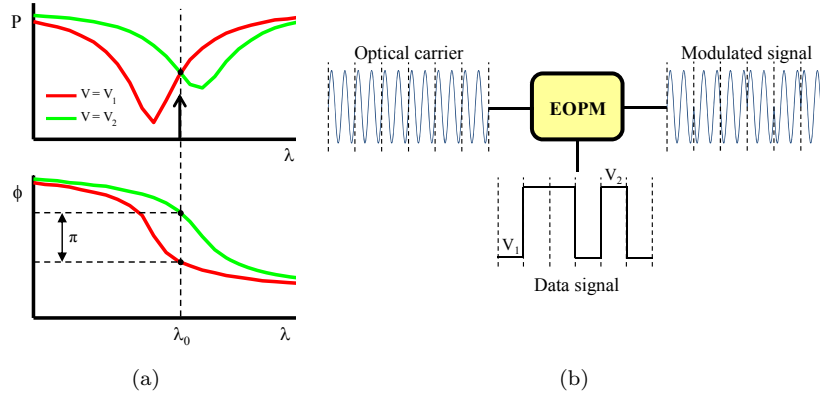 P
V = V₁
V = V₂
λ
ϕ
π
λ₀
λ
(a)
Optical carrier
Modulated signal
EOPM
V₂
V₁
Data signal
(b)